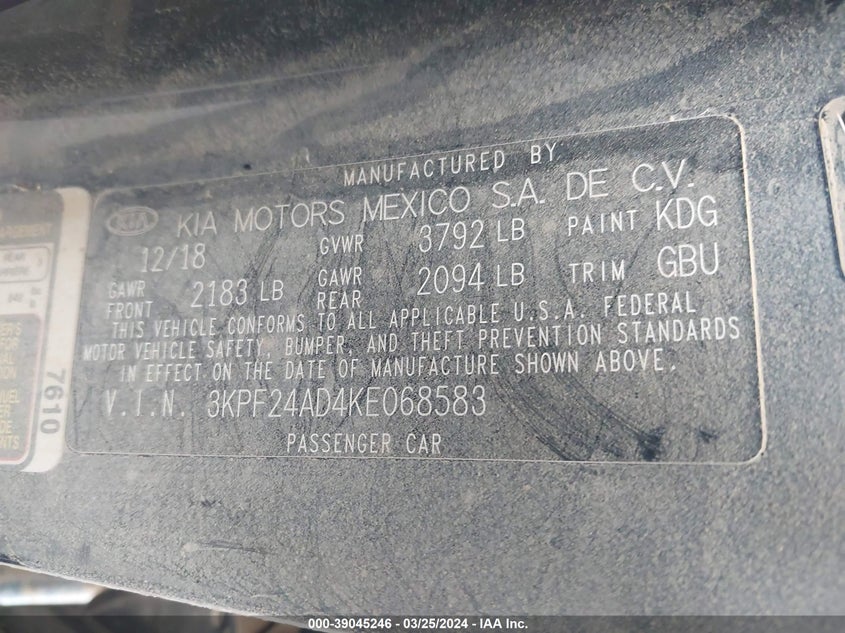 MANUFACTURED BY
KIA
KIA MOTORS MEXICO S.A. DE C.V.
12/18 GVWR 3792 LB PAINT KDG
GAWR FRONT 2183 LB GAWR REAR 2094 LB TRIM GBU
THIS VEHICLE CONFORMS TO ALL APPLICABLE U.S.A. FEDERAL
MOTOR VEHICLE SAFETY, BUMPER, AND THEFT PREVENTION STANDARDS
IN EFFECT ON THE DATE OF MANUFACTURE SHOWN ABOVE.
V.I.N. 3KPF24AD4KE068583
PASSENGER CAR
7610
000-39045246 - 03/25/2024 - IAA Inc.